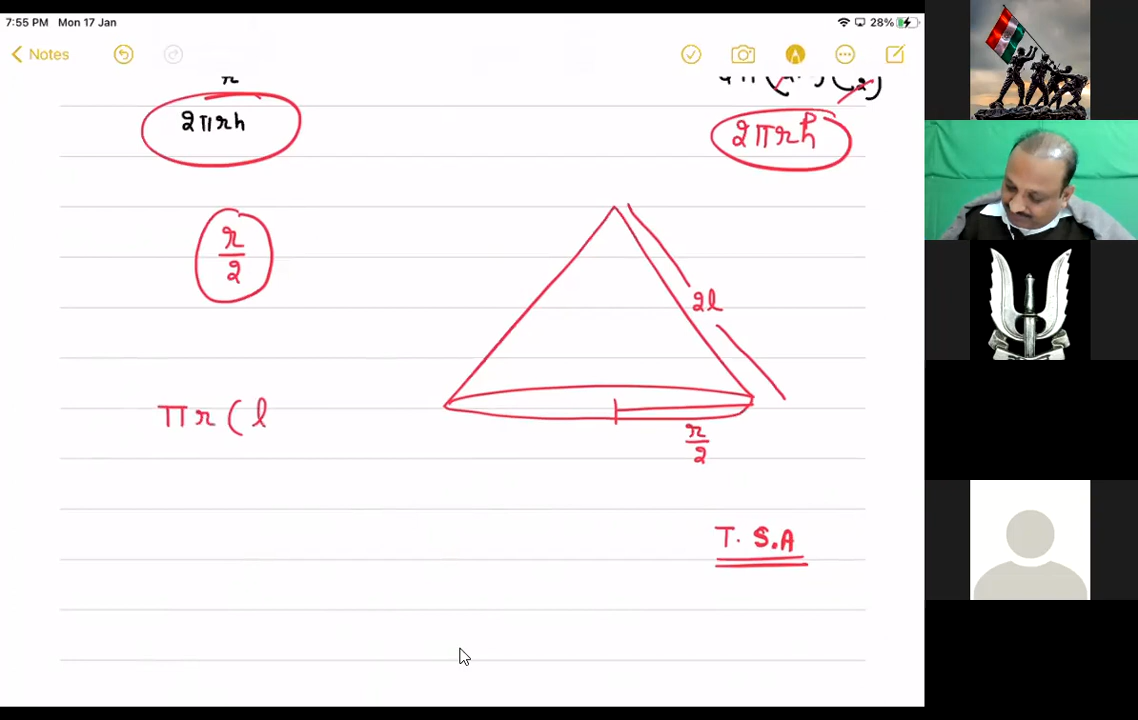 7:55 PM Mon 17 Jan
28%
Notes
2πrh
2πrh
r/2
2l
πr(l
r/2
T. S.A